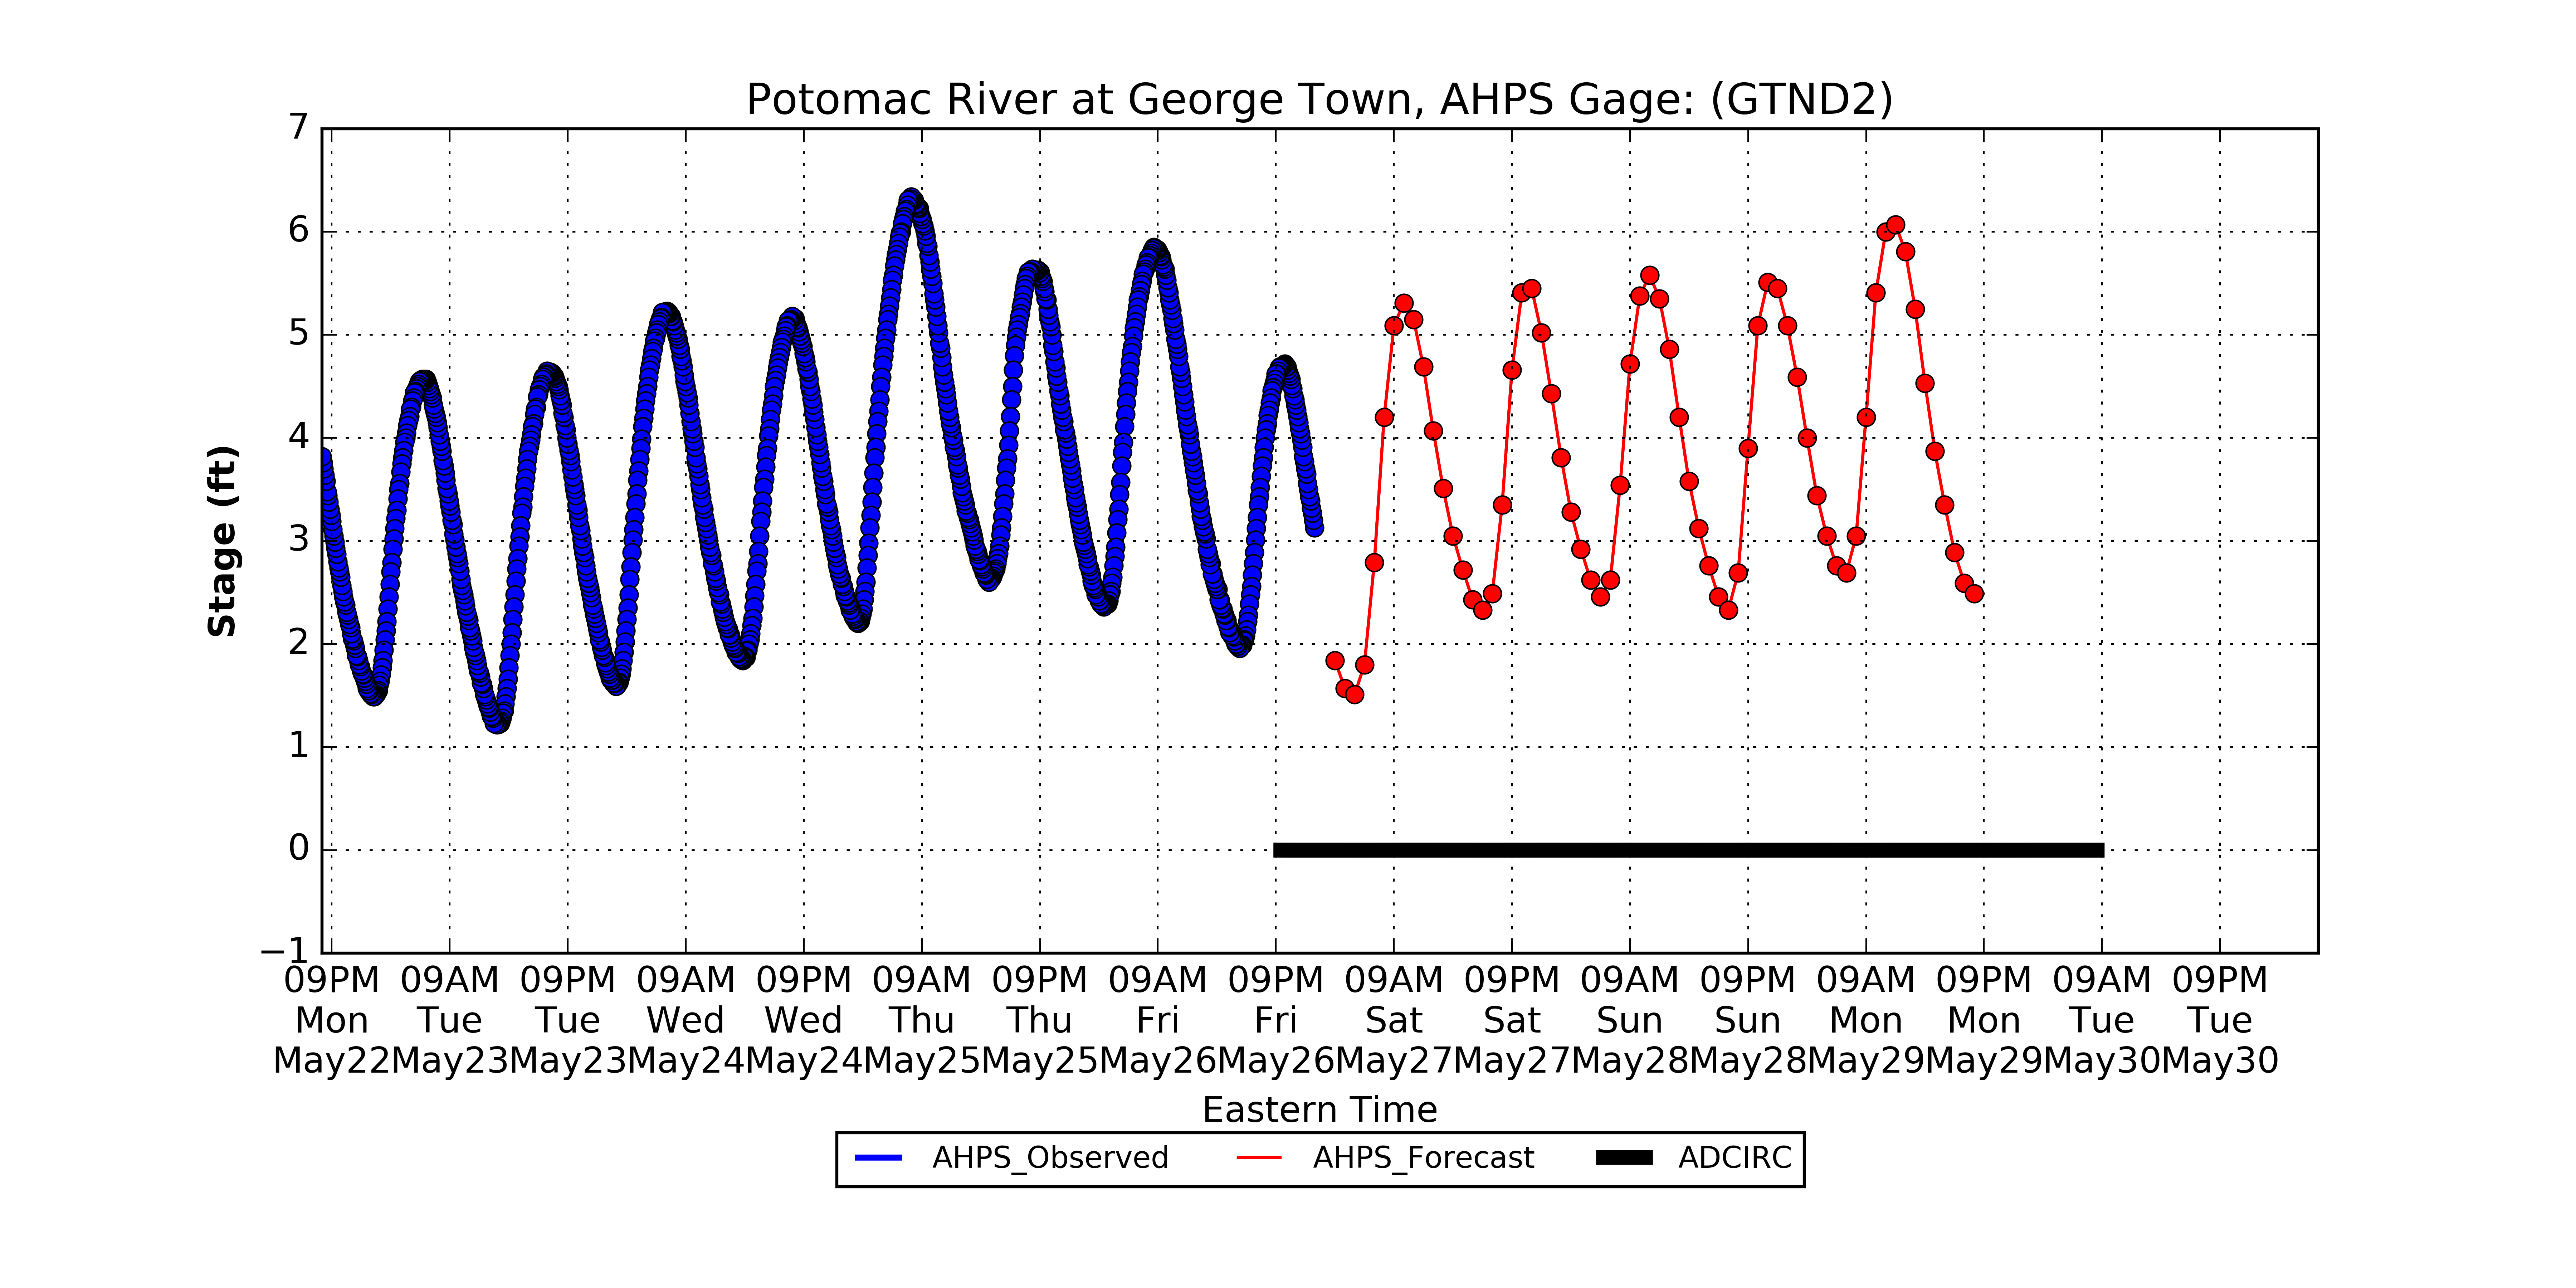 Potomac River at George Town, AHPS Gage: (GTND2)
7
6
5
4
3
2
1
0
−1
Stage (ft)
09PM 09AM 09PM 09AM 09PM 09AM 09PM 09AM 09PM 09AM 09PM 09AM 09PM 09AM 09PM 09AM 09PM
Mon Tue Tue Wed Wed Thu Thu Fri Fri Sat Sat Sun Sun Mon Mon Tue Tue
May22 May23 May23 May24 May24 May25 May25 May26 May26 May27 May27 May28 May28 May29 May29 May30 May30
Eastern Time
AHPS_Observed AHPS_Forecast ADCIRC